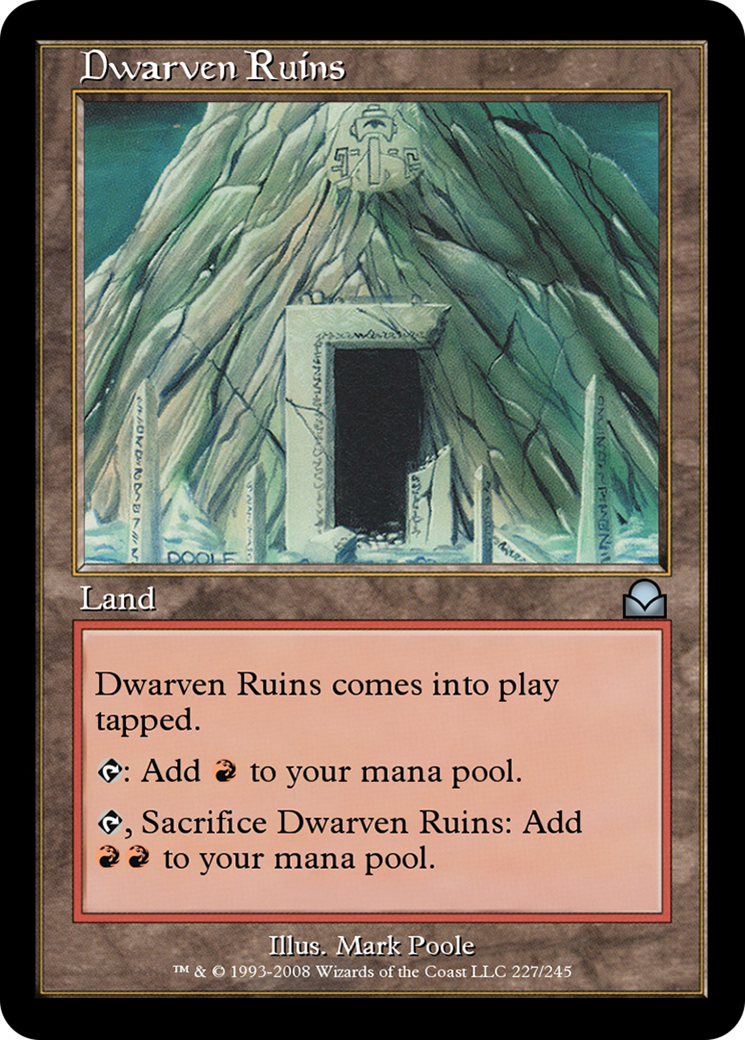 Dwarven Ruins
POOLE
Land
Dwarven Ruins comes into play
tapped.
: Add to your mana pool.
, Sacrifice Dwarven Ruins: Add
to your mana pool.
Illus. Mark Poole
™ & © 1993-2008 Wizards of the Coast LLC 227/245